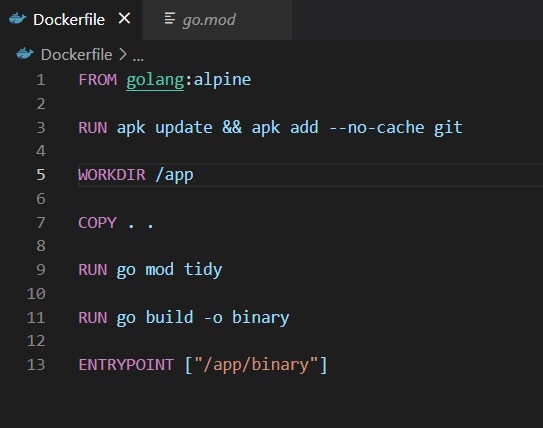 Dockerfile × go.mod
Dockerfile > ...
1 FROM golang:alpine
2
3 RUN apk update && apk add --no-cache git
4
5 WORKDIR /app
6
7 COPY . .
8
9 RUN go mod tidy
10
11 RUN go build -o binary
12
13 ENTRYPOINT ["/app/binary"]